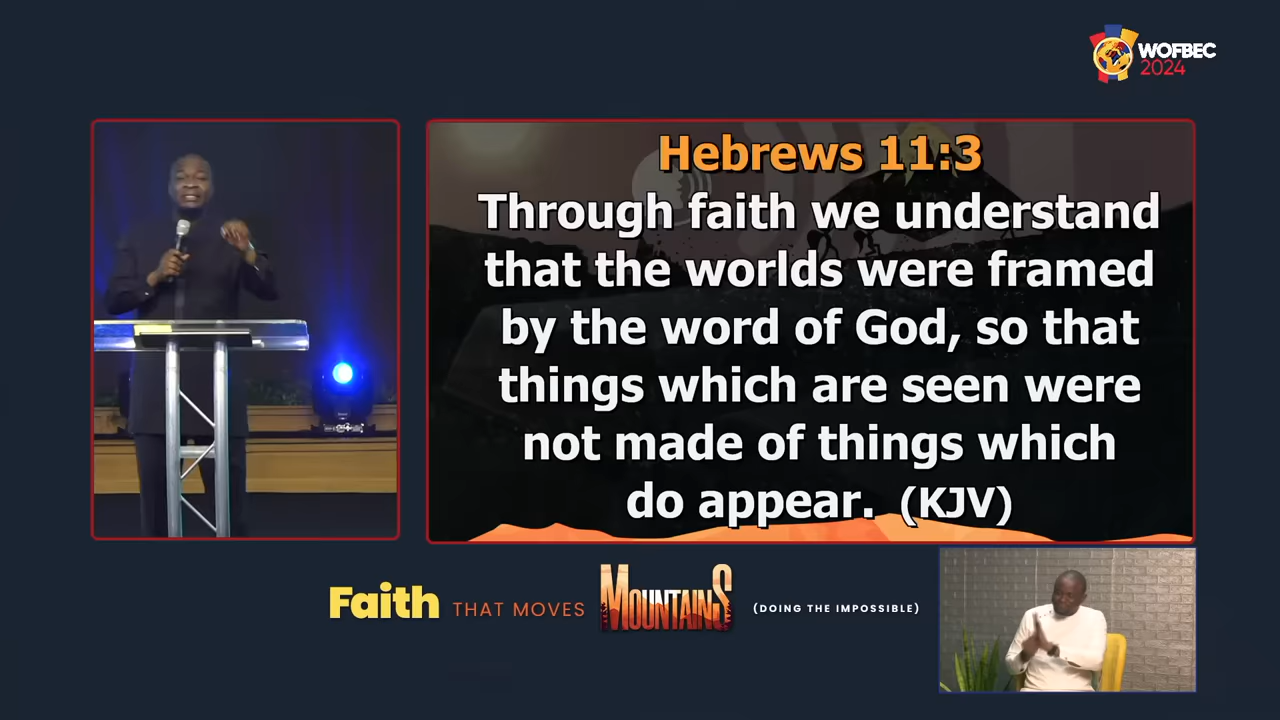 WOFBEC
2024
Hebrews 11:3
Through faith we understand
that the worlds were framed
by the word of God, so that
things which are seen were
not made of things which
do appear. (KJV)
Faith THAT MOVES MOUNTAINS (DOING THE IMPOSSIBLE)